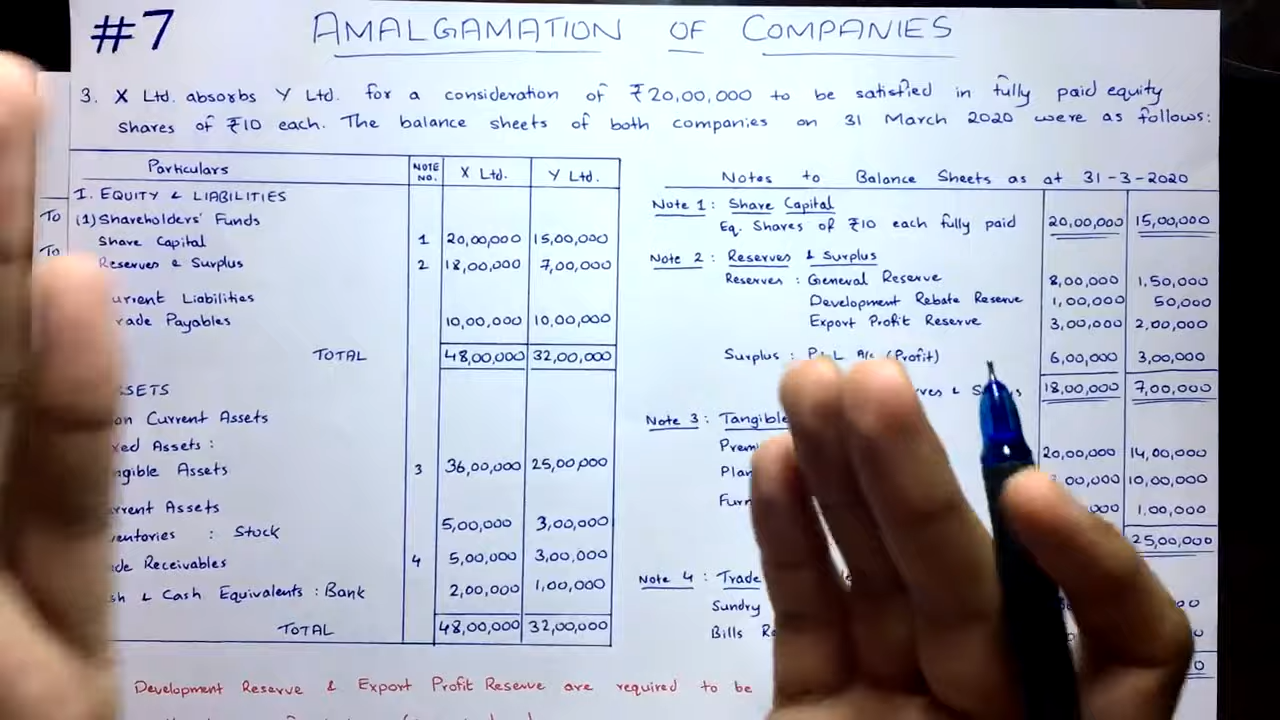 #7 AMALGAMATION OF COMPANIES
3. X Ltd. absorbs Y Ltd. for a consideration of ₹20,00,000 to be satisfied in fully paid equity
shares of ₹10 each. The balance sheets of both companies on 31 March 2020 were as follows:
Particulars NOTE NO. X Ltd. Y Ltd.
I. EQUITY & LIABILITIES
To (1) Shareholders' Funds
Share Capital 1 20,00,000 15,00,000
To Reserves & Surplus 2 18,00,000 7,00,000
Liabilities
Payables 10,00,000 10,00,000
TOTAL 48,00,000 32,00,000
Current Assets
Assets :
Assets 3 36,00,000 25,00,000
Assets
: Stock 5,00,000 3,00,000
Receivables 4 5,00,000 3,00,000
& Cash Equivalents : Bank 2,00,000 1,00,000
TOTAL 48,00,000 32,00,000
Notes to Balance Sheets as at 31-3-2020
Note 1 : Share Capital
Eq. Shares of ₹10 each fully paid 20,00,000 15,00,000
Note 2 : Reserves & Surplus
Reserves : General Reserve 8,00,000 1,50,000
Development Rebate Reserve 1,00,000 50,000
Export Profit Reserve 3,00,000 2,00,000
Surplus : P & L A/c (Profit) 6,00,000 3,00,000
& 18,00,000 7,00,000
Note 3 : Tangible
20,00,000 14,00,000
10,00,000
1,00,000
25,00,000
Note 4 : Trade
Sundry
Bills
Development Reserve & Export Profit Reserve are required to be